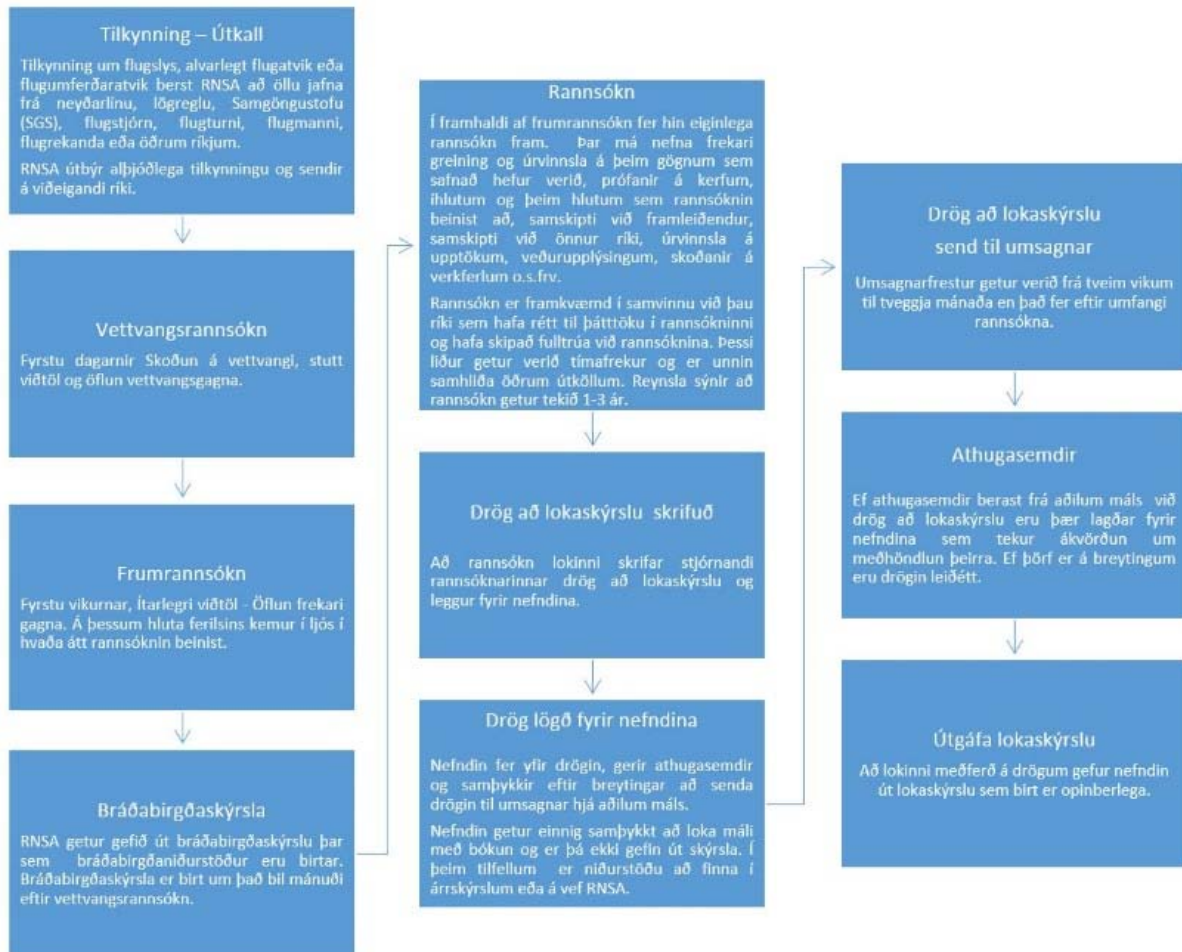 Tilkynning – Útkall
Tilkynning um flugslys, alvarlegt flugatvik eða
flugumferðaratvik berst RNSA að öllu jafna
frá neyðarlínu, lögreglu, Samgöngustofu
(SGS), flugstjórn, flugturni, flugmanni,
flugrekanda eða öðrum ríkjum.
RNSA útbýr alþjóðlega tilkynningu og sendir
á viðeigandi ríki.
Vettvangsrannsókn
Fyrstu dagarnir Skoðun á vettvangi, stutt
viðtöl og öflun vettvangsgagna.
Frumrannsókn
Fyrstu vikurnar, Ítarlegri viðtöl - Öflun frekari
gagna. Á þessum hluta ferilsins kemur í ljós í
hvaða átt rannsóknin beinist.
Bráðabirgðaskýrsla
RNSA getur gefið út bráðabirgðaskýrslu þar
sem bráðabirgðaniðurstöður eru birtar.
Bráðabirgðaskýrsla er birt um það bil mánuði
eftir vettvangsrannsókn.
Rannsókn
Í framhaldi af frumrannsókn fer hin eiginlega
rannsókn fram. Þar má nefna frekari
greining og úrvinnsla á þeim gögnum sem
safnað hefur verið, prófanir á kerfum,
íhlutum og þeim hlutum sem rannsóknin
beinist að, samskipti við framleiðendur,
samskipti við önnur ríki, úrvinnsla á
upptökum, veðurupplýsingum, skoðanir á
verkferlum o.s.frv.
Rannsókn er framkvæmd í samvinnu við þau
ríki sem hafa rétt til þátttöku í rannsókninni
og hafa skipað fulltrúa við rannsóknina. Þessi
liður getur verið tímafrekur og er unnin
samhliða öðrum útköllum. Reynsla sýnir að
rannsókn getur tekið 1-3 ár.
Drög að lokaskýrslu skrifuð
Að rannsókn lokinni skrifar stjórnandi
rannsóknarinnar drög að lokaskýrslu og
leggur fyrir nefndina.
Drög lögð fyrir nefndina
Nefndin fer yfir drögin, gerir athugasemdir
og samþykkir eftir breytingar að senda
drögin til umsagnar hjá aðilum máls.
Nefndin getur einnig samþykkt að loka máli
með bókun og er þá ekki gefin út skýrsla. Í
þeim tilfellum er niðurstöðu að finna í
árrskýrslum eða á vef RNSA.
Drög að lokaskýrslu
send til umsagnar
Umsagnarfrestur getur verið frá tveim vikum
til tveggja mánaða en það fer eftir umfangi
rannsókna.
Athugasemdir
Ef athugasemdir berast frá aðilum máls við
drög að lokaskýrslu eru þær lagðar fyrir
nefndina sem tekur ákvörðun um
meðhöndlun þeirra. Ef þörf er á breytingum
eru drögin leiðétt.
Útgáfa lokaskýrslu
Að lokinni meðferð á drögum gefur nefndin
út lokaskýrslu sem birt er opinberlega.